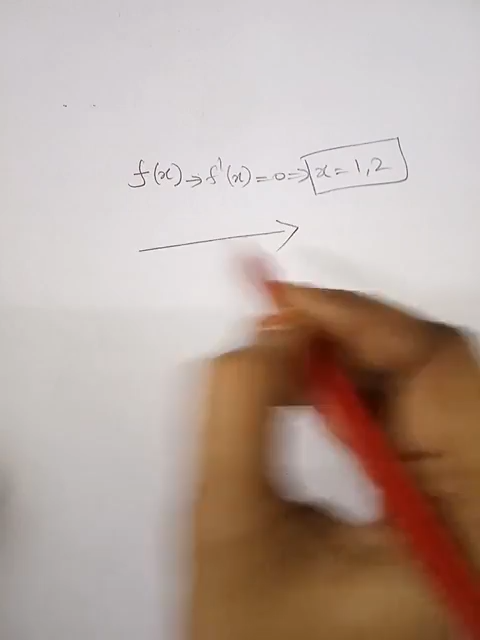 f(x) → f'(x) = 0 ⇒ x = 1, 2